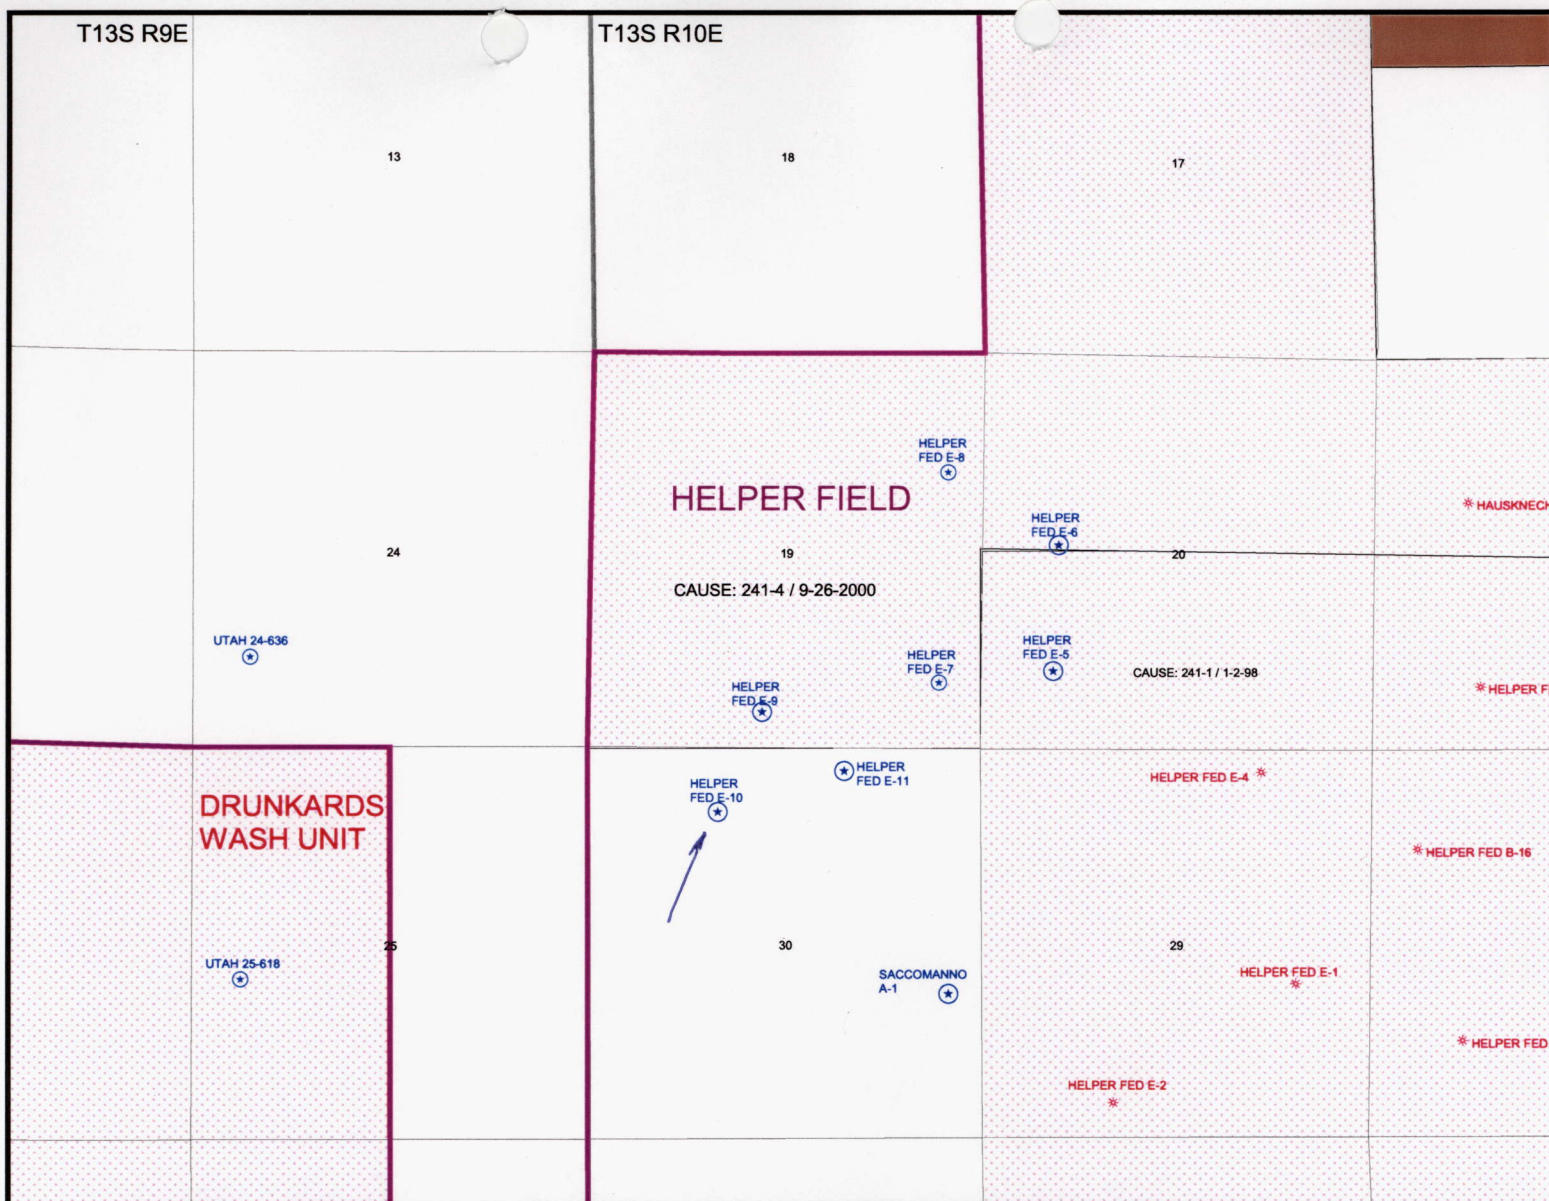 T13S R9E
T13S R10E
13
18
17
HELPER
FED E-8
HELPER FIELD
HAUSKNECH
HELPER
FED E-6
24
19
20
CAUSE: 241-4 / 9-26-2000
UTAH 24-636
HELPER
FED E-7
HELPER
FED E-5
CAUSE: 241-1 / 1-2-98
HELPER
FED E-9
HELPER F
HELPER
FED E-11
HELPER FED E-4
HELPER
FED E-10
DRUNKARDS
WASH UNIT
HELPER FED B-16
25
30
29
UTAH 25-618
SACCOMANNO
A-1
HELPER FED E-1
HELPER FED
HELPER FED E-2